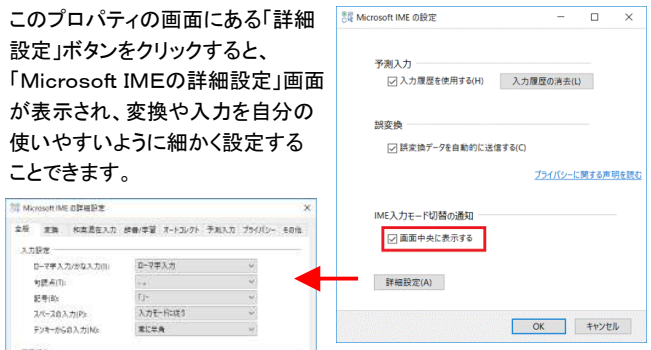 このプロパティの画面にある「詳細
設定」ボタンをクリックすると、
「Microsoft IMEの詳細設定」画面
が表示され、変換や入力を自分の
使いやすいように細かく設定する
ことできます。
Microsoft IME の設定
予測入力
入力履歴を使用する(H) 入力履歴の消去(L)
誤変換
誤変換データを自動的に送信する(C)
プライバシーに関する声明を読む
IME入力モード切替の通知
画面中央に表示する
詳細設定(A)
OK キャンセル
Microsoft IME の詳細設定
全般 変換 和英混在入力 辞書/学習 オートコレクト 予測入力 プライバシー その他
入力設定
ローマ字入力/かな入力(I): ローマ字入力
句読点(T): 、。
記号(B): 「」・
スペースの入力(P): 入力モードに従う
テンキーからの入力(N): 常に半角